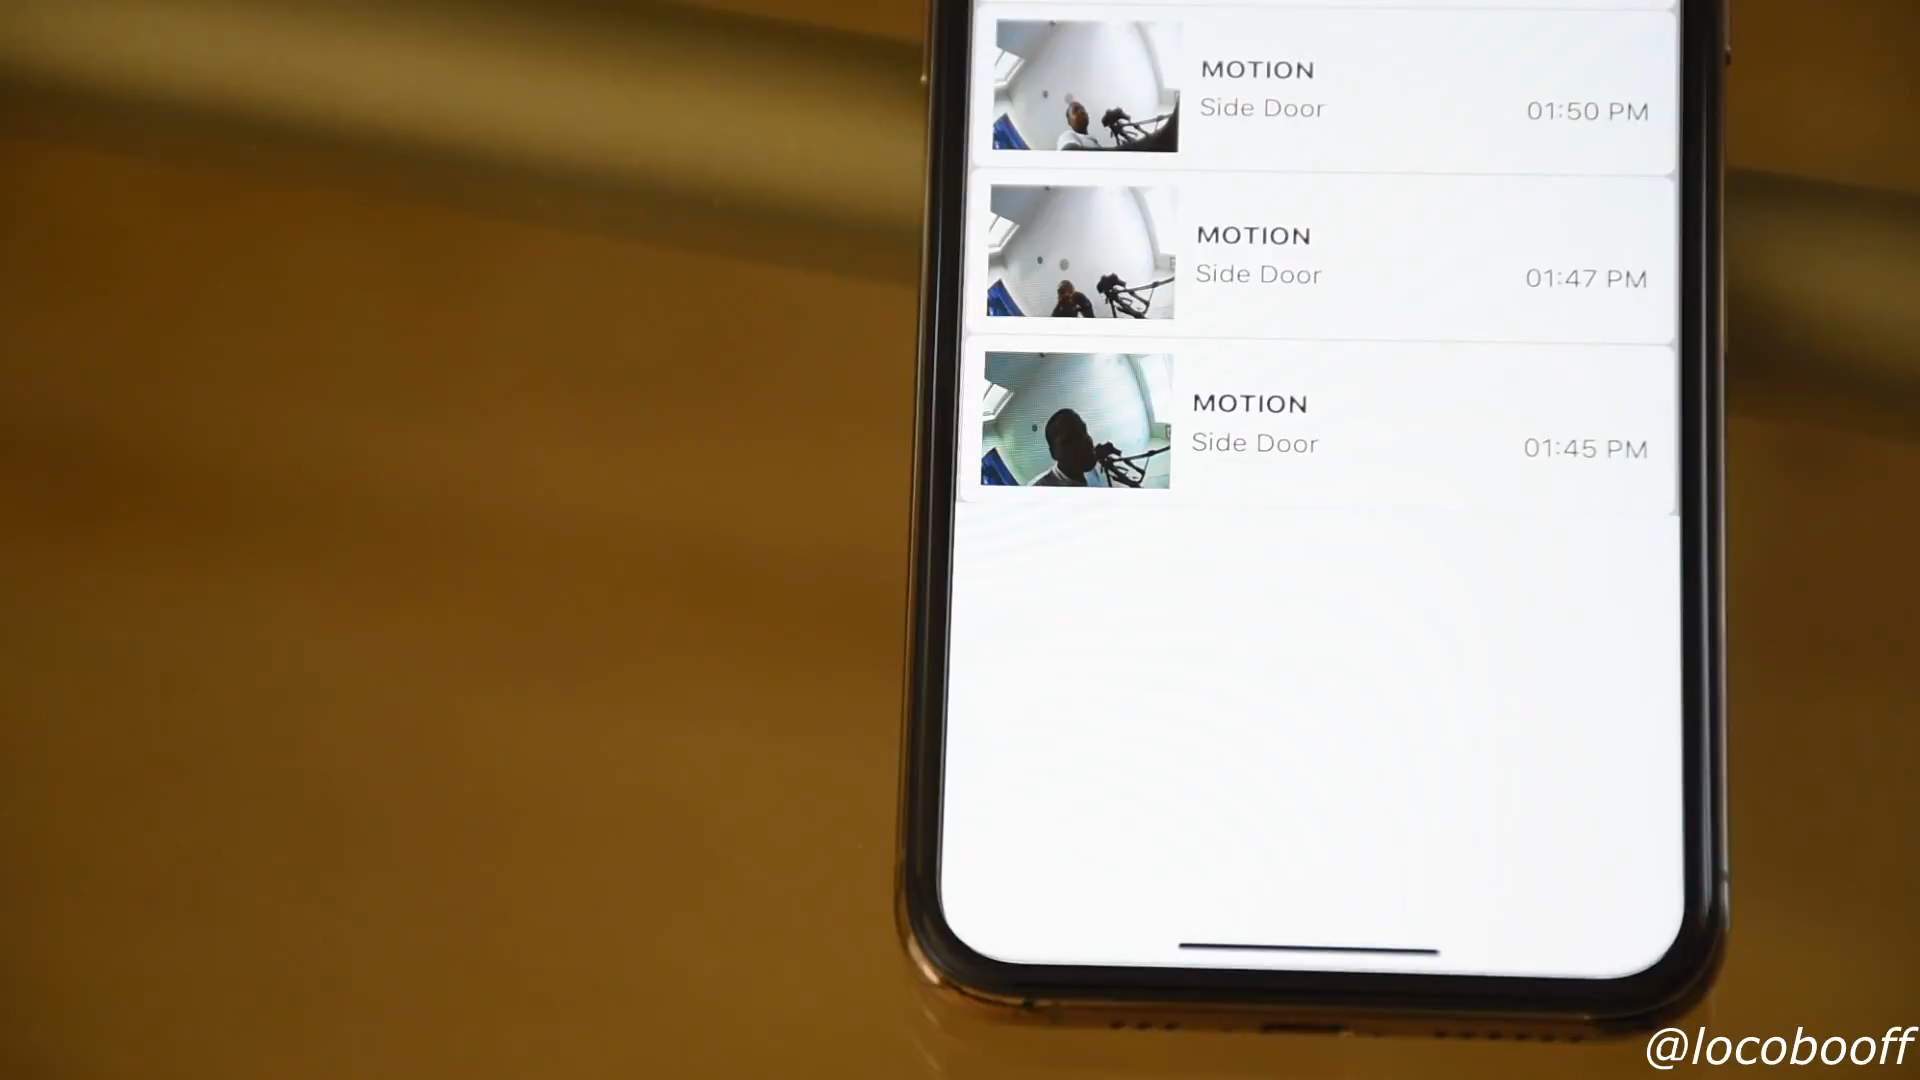 MOTION
Side Door
01:50 PM
MOTION
Side Door
01:47 PM
MOTION
Side Door
01:45 PM
@locobooff